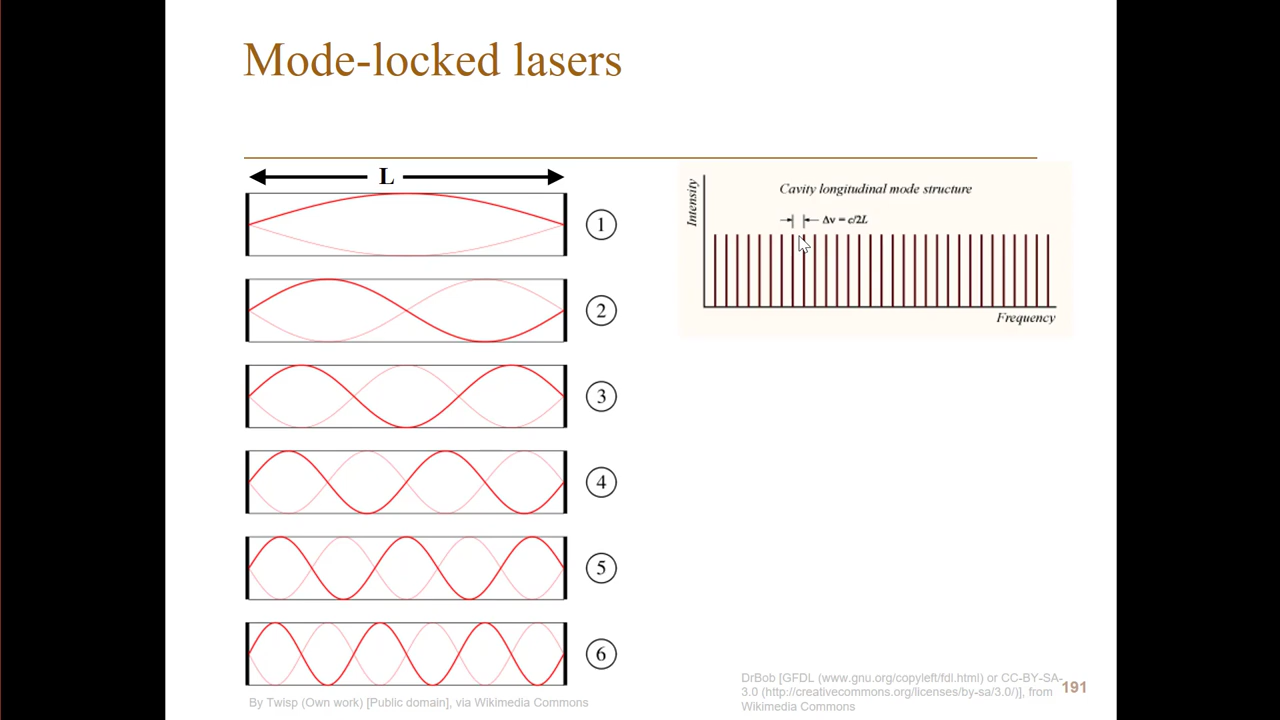 Mode-locked lasers
L
1
2
3
4
5
6
Intensity
Cavity longitudinal mode structure
Δν = c/2L
Frequency
By Twisp (Own work) [Public domain], via Wikimedia Commons
DrBob [GFDL (www.gnu.org/copyleft/fdl.html) or CC-BY-SA-
3.0 (http://creativecommons.org/licenses/by-sa/3.0/)], from
Wikimedia Commons
191